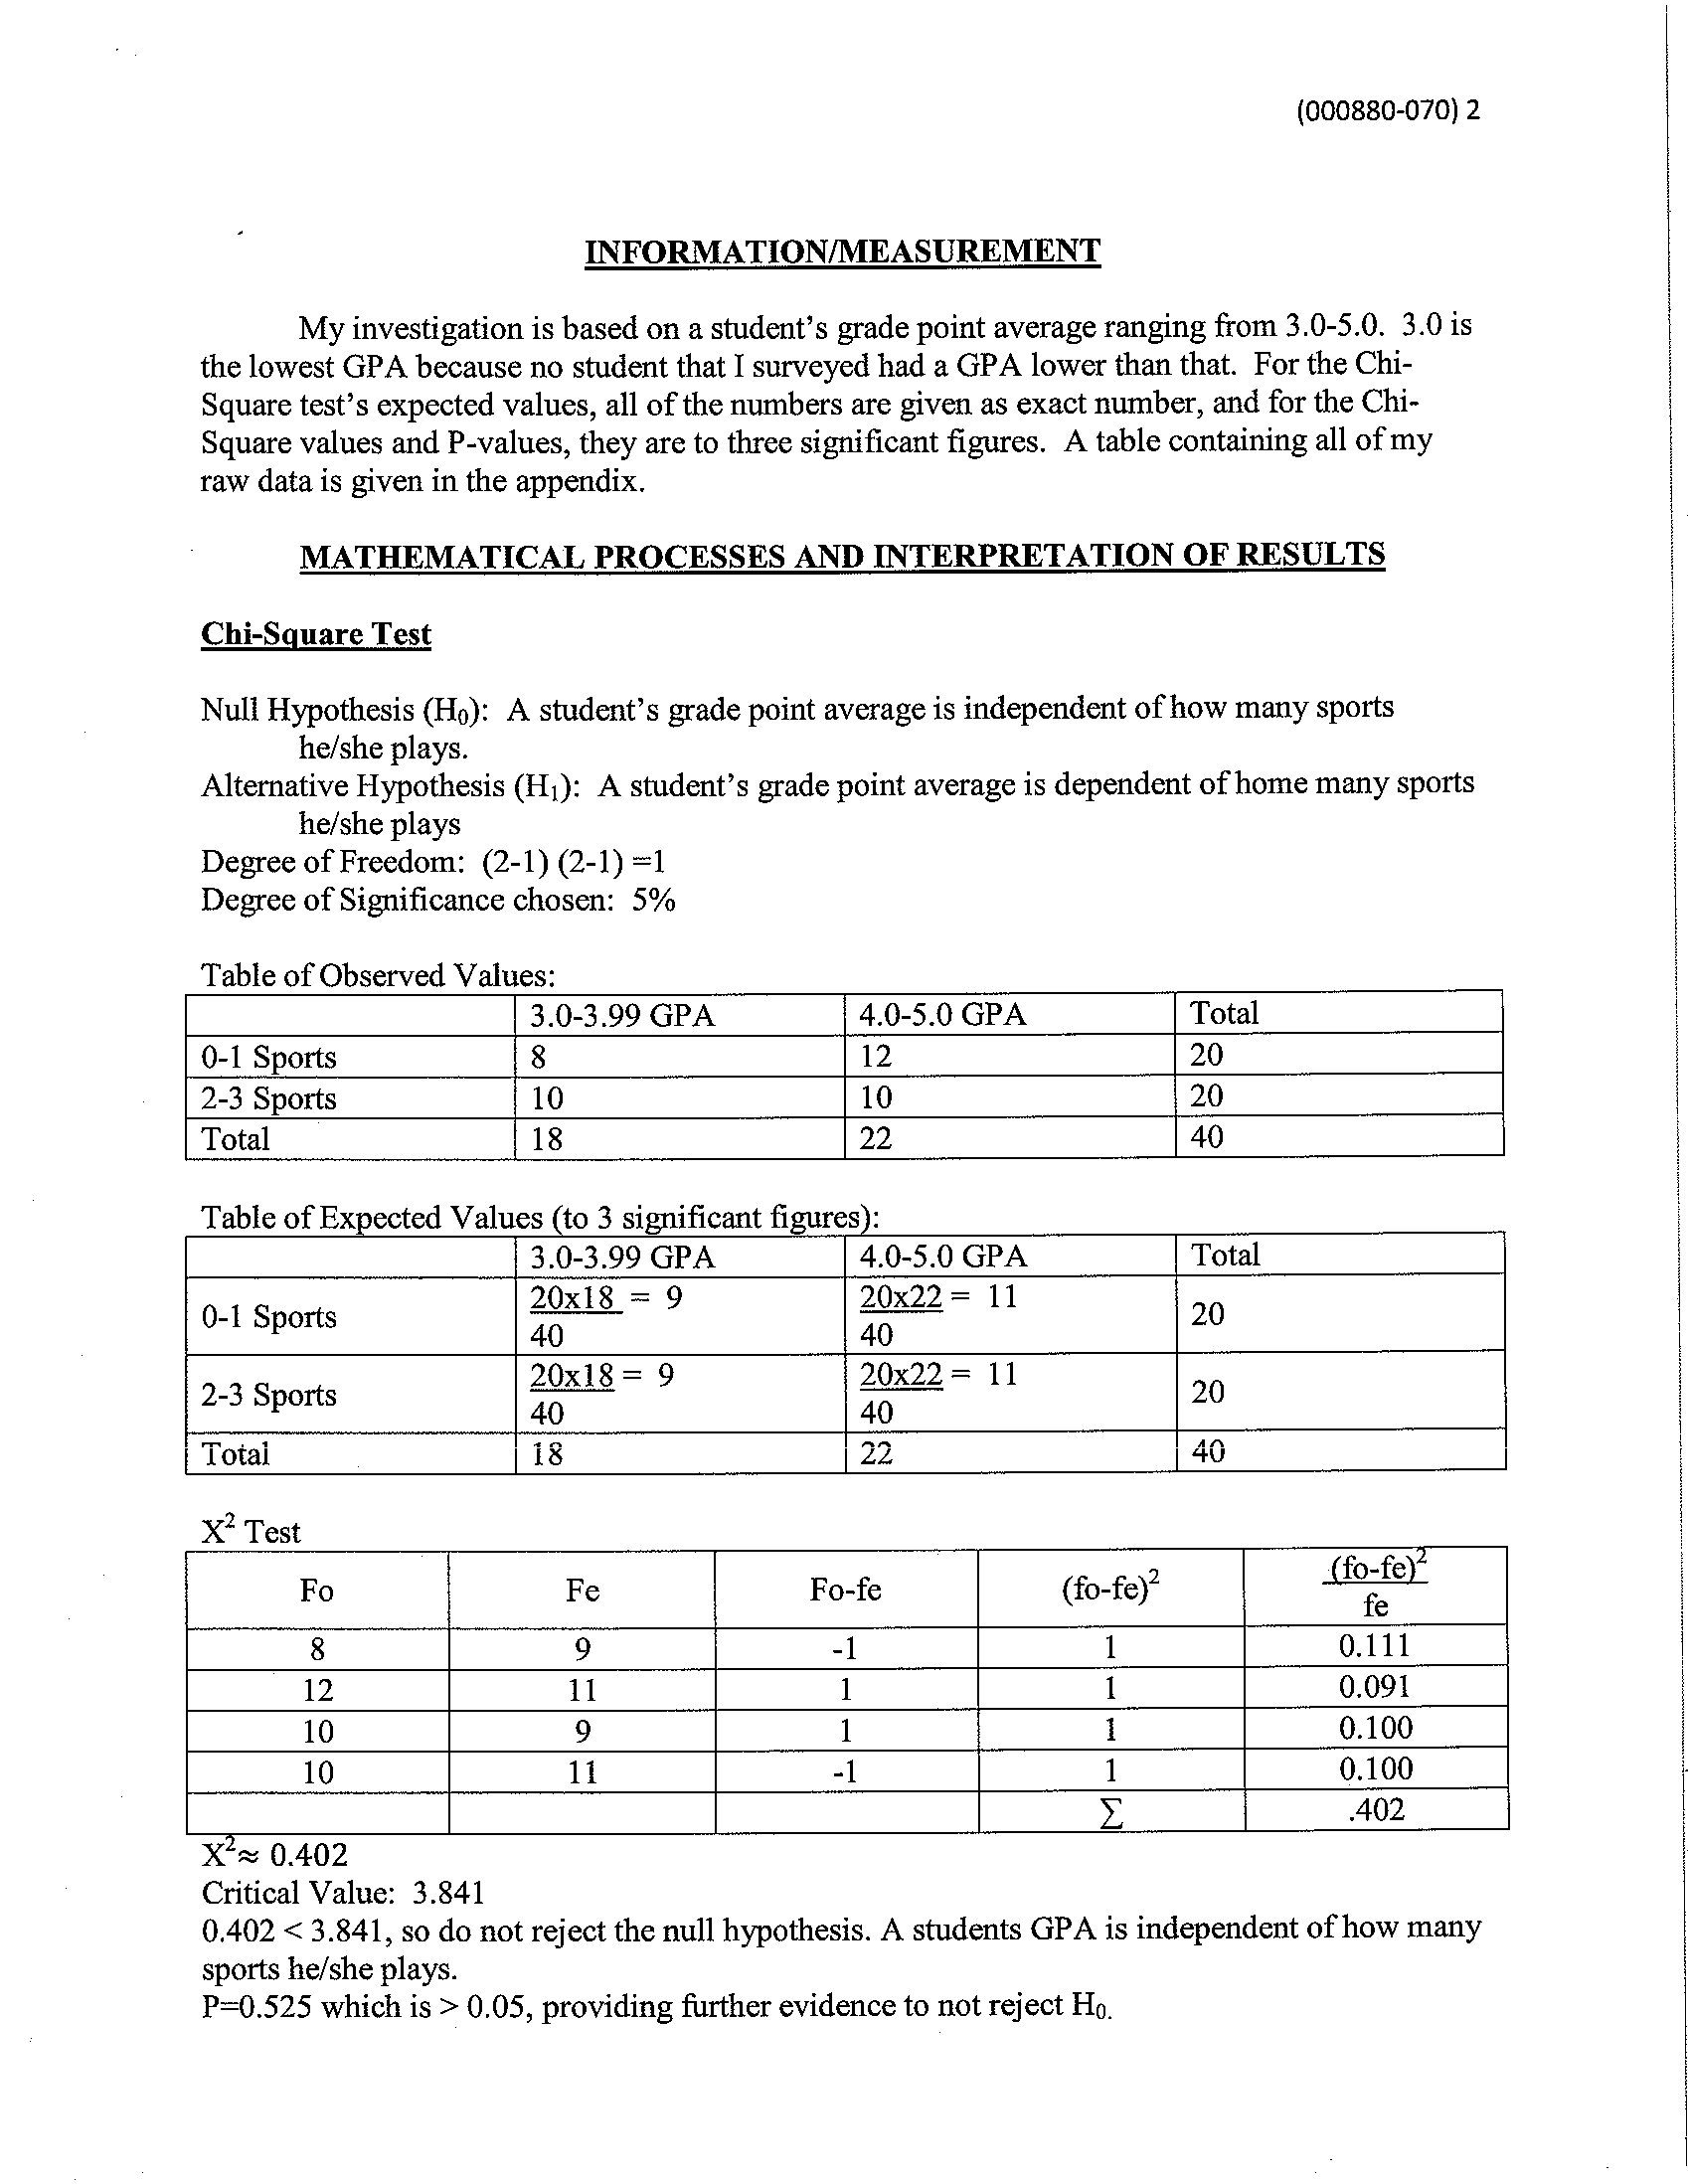 (000880-070) 2
INFORMATION/MEASUREMENT
My investigation is based on a student's grade point average ranging from 3.0-5.0. 3.0 is
the lowest GPA because no student that I surveyed had a GPA lower than that. For the Chi-
Square test's expected values, all of the numbers are given as exact number, and for the Chi-
Square values and P-values, they are to three significant figures. A table containing all of my
raw data is given in the appendix.
MATHEMATICAL PROCESSES AND INTERPRETATION OF RESULTS
Chi-Square Test
Null Hypothesis (H₀): A student's grade point average is independent of how many sports
he/she plays.
Alternative Hypothesis (H₁): A student's grade point average is dependent of home many sports
he/she plays
Degree of Freedom: (2-1) (2-1) =1
Degree of Significance chosen: 5%
Table of Observed Values:
3.0-3.99 GPA 4.0-5.0 GPA Total
0-1 Sports 8 12 20
2-3 Sports 10 10 20
Total 18 22 40
Table of Expected Values (to 3 significant figures):
3.0-3.99 GPA 4.0-5.0 GPA Total
20x18 = 9 20x22 = 11
0-1 Sports 20
40 40
20x18 = 9 20x22 = 11
2-3 Sports 20
40 40
Total 18 22 40
X² Test
Fo Fe Fo-fe (fo-fe)² (fo-fe)²
fe
8 9 -1 1 0.111
12 11 1 1 0.091
10 9 1 1 0.100
10 11 -1 1 0.100
∑ .402
X²≈ 0.402
Critical Value: 3.841
0.402 < 3.841, so do not reject the null hypothesis. A students GPA is independent of how many
sports he/she plays.
P=0.525 which is > 0.05, providing further evidence to not reject H₀.